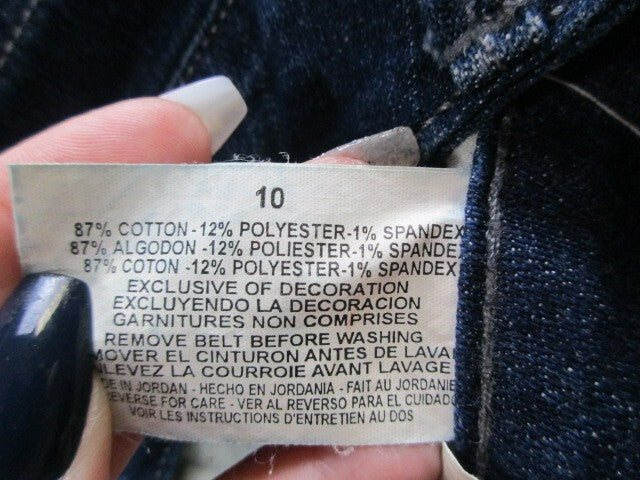 10
87% COTTON-12% POLYESTER-1% SPANDEX
87% ALGODON -12% POLIESTER-1% SPANDEX
87% COTON -12% POLYESTER-1% SPANDEX
EXCLUSIVE OF DECORATION
EXCLUYENDO LA DECORACION
GARNITURES NON COMPRISES
REMOVE BELT BEFORE WASHING
MOVER EL CINTURON ANTES DE LAVA
NLEVEZ LA COURROIE AVANT LAVAGE
DE IN JORDAN - HECHO EN JORDANIA - FAIT AU JORDANIE
EVERSE FOR CARE - VER AL REVERSO PARA EL CUIDADO
VOIR LES INSTRUCTIONS D'ENTRETIEN AU DOS